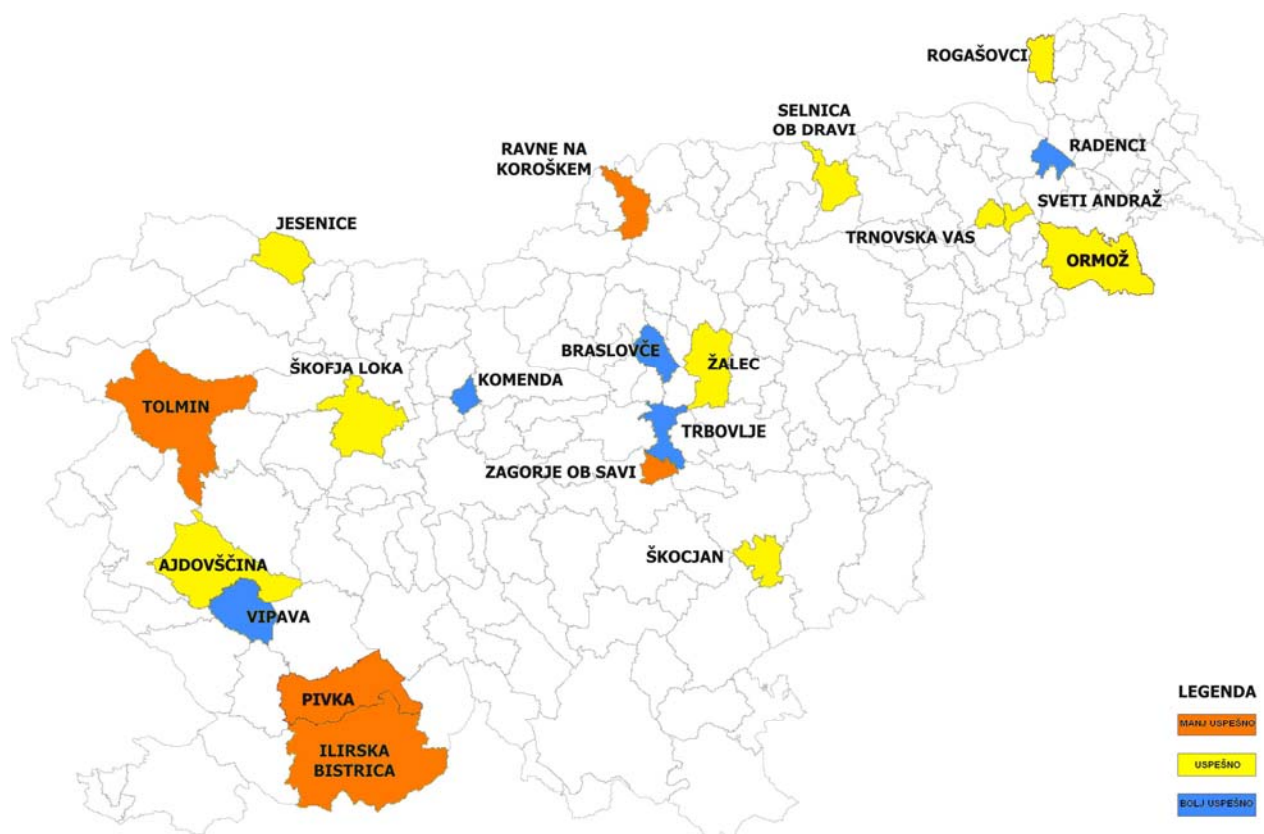 ROGAŠOVCI
SELNICA
OB DRAVI
RADENCI
RAVNE NA
KOROŠKEM
SVETI ANDRAŽ
JESENICE
TRNOVSKA VAS
ORMOŽ
BRASLOVČE
ŽALEC
ŠKOFJA LOKA
KOMENDA
TOLMIN
TRBOVLJE
ZAGORJE OB SAVI
ŠKOCJAN
AJDOVŠČINA
VIPAVA
PIVKA
ILIRSKA
BISTRICA
LEGENDA
MANJ USPEŠNO
USPEŠNO
BOLJ USPEŠNO